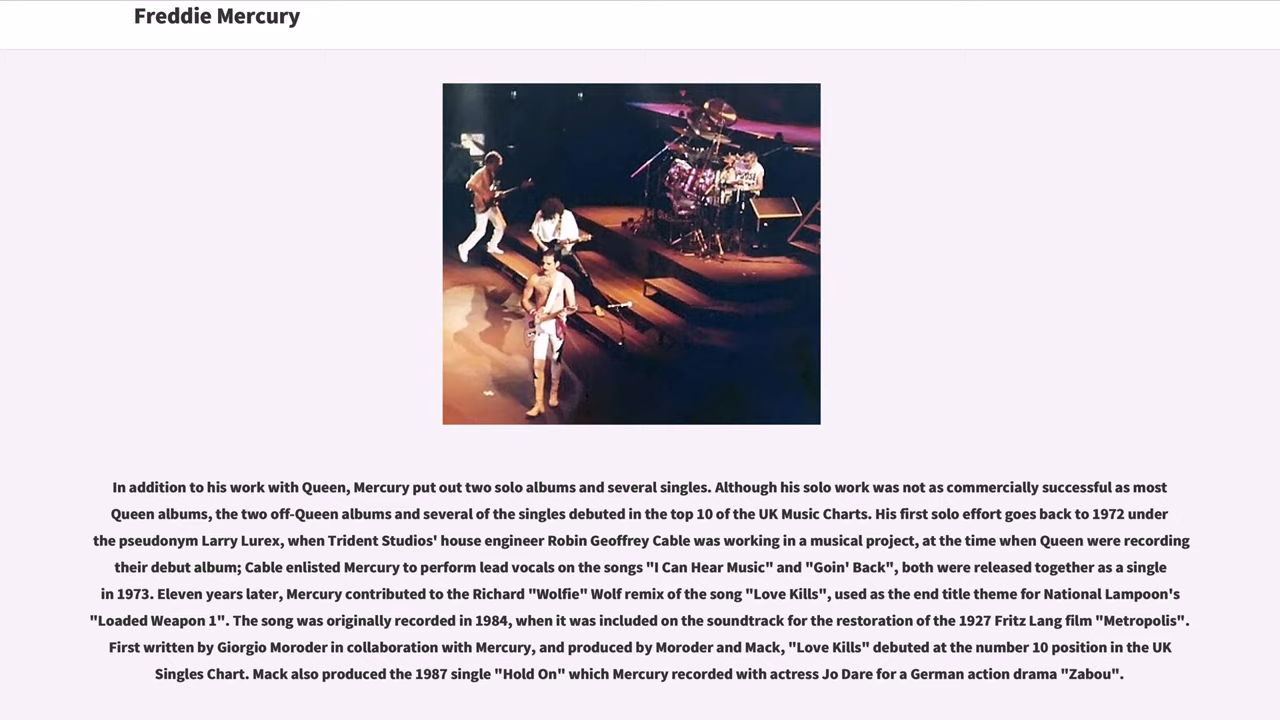 Freddie Mercury
In addition to his work with Queen, Mercury put out two solo albums and several singles. Although his solo work was not as commercially successful as most
Queen albums, the two off-Queen albums and several of the singles debuted in the top 10 of the UK Music Charts. His first solo effort goes back to 1972 under
the pseudonym Larry Lurex, when Trident Studios' house engineer Robin Geoffrey Cable was working in a musical project, at the time when Queen were recording
their debut album; Cable enlisted Mercury to perform lead vocals on the songs "I Can Hear Music" and "Goin' Back", both were released together as a single
in 1973. Eleven years later, Mercury contributed to the Richard "Wolfie" Wolf remix of the song "Love Kills", used as the end title theme for National Lampoon's
"Loaded Weapon 1". The song was originally recorded in 1984, when it was included on the soundtrack for the restoration of the 1927 Fritz Lang film "Metropolis".
First written by Giorgio Moroder in collaboration with Mercury, and produced by Moroder and Mack, "Love Kills" debuted at the number 10 position in the UK
Singles Chart. Mack also produced the 1987 single "Hold On" which Mercury recorded with actress Jo Dare for a German action drama "Zabou".